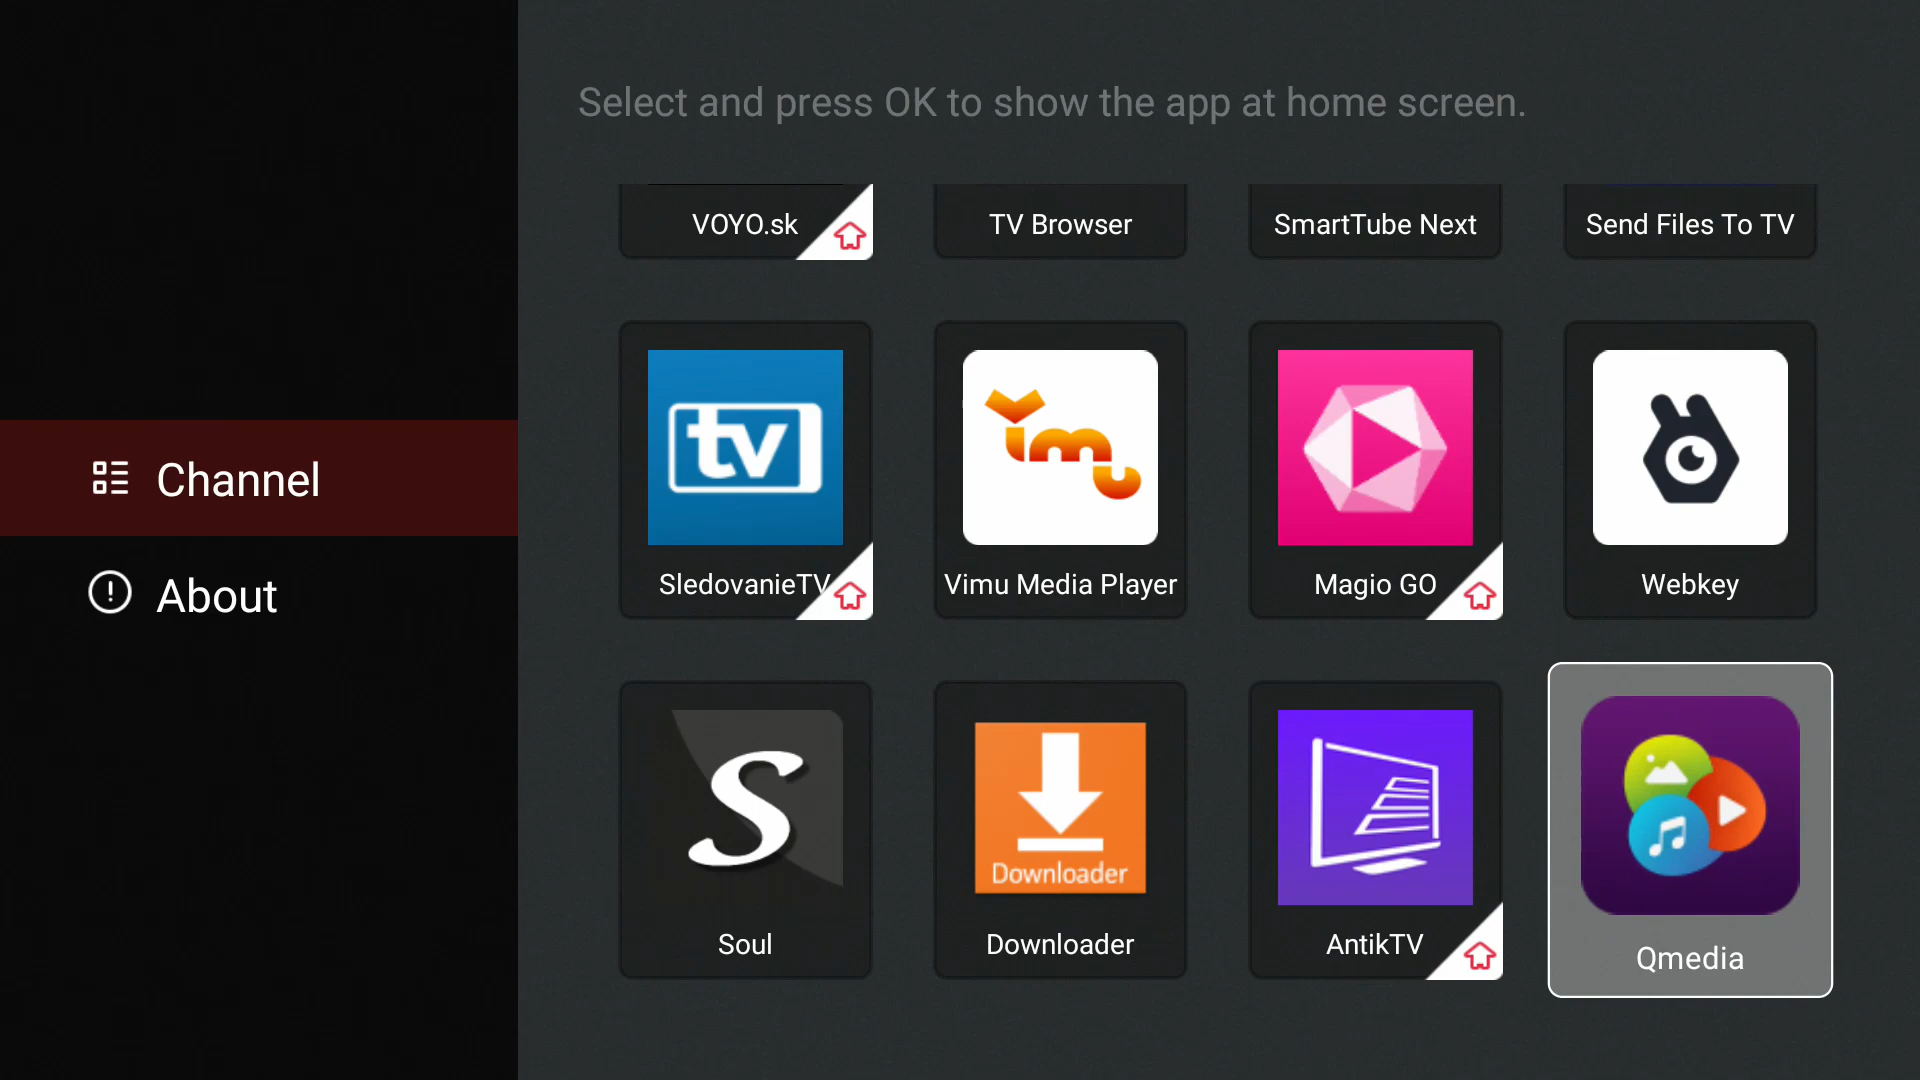 Select and press OK to show the app at home screen.
VOYO.sk
TV Browser
SmartTube Next
Send Files To TV
Channel
About
tv
vimu
SledovanieTV
Vimu Media Player
Magio GO
Webkey
S
Downloader
Soul
Downloader
AntikTV
Qmedia